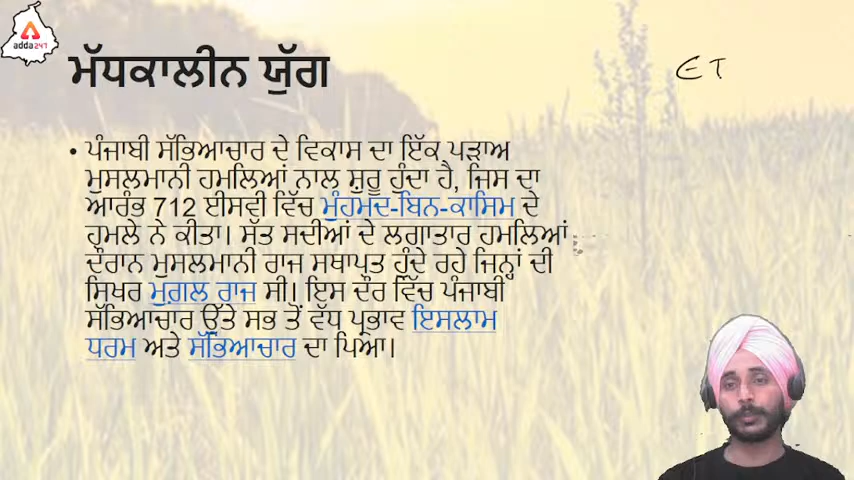 adda247
ਮੱਧਕਾਲੀਨ ਯੁੱਗ
ET
• ਪੰਜਾਬੀ ਸੱਭਿਆਚਾਰ ਦੇ ਵਿਕਾਸ ਦਾ ਇੱਕ ਪੜਾਅ
ਮੁਸਲਮਾਨੀ ਹਮਲਿਆਂ ਨਾਲ ਸ਼ੁਰੂ ਹੁੰਦਾ ਹੈ, ਜਿਸ ਦਾ
ਆਰੰਭ 712 ਈਸਵੀ ਵਿੱਚ ਮੁੰਹਮਦ-ਬਿਨ-ਕਾਸਿਮ ਦੇ
ਹਮਲੇ ਨੇ ਕੀਤਾ। ਸੱਤ ਸਦੀਆਂ ਦੇ ਲਗਾਤਾਰ ਹਮਲਿਆਂ
ਦੌਰਾਨ ਮੁਸਲਮਾਨੀ ਰਾਜ ਸਥਾਪਤ ਹੁੰਦੇ ਰਹੇ ਜਿਨ੍ਹਾਂ ਦੀ
ਸਿਖਰ ਮੁਗ਼ਲ ਰਾਜ ਸੀ। ਇਸ ਦੌਰ ਵਿੱਚ ਪੰਜਾਬੀ
ਸੱਭਿਆਚਾਰ ਉੱਤੇ ਸਭ ਤੋਂ ਵੱਧ ਪ੍ਰਭਾਵ ਇਸਲਾਮ
ਧਰਮ ਅਤੇ ਸੱਭਿਆਚਾਰ ਦਾ ਪਿਆ।